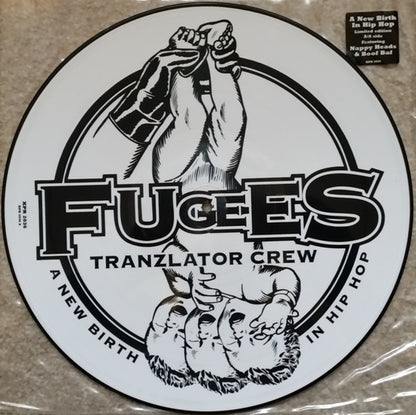 A New Birth
In Hip Hop
Limited edition
A/A side
Featuring
Nappy Heads
& Boof Baf
FUGEES
TRANZLATOR CREW
A NEW BIRTH
IN HIP HOP